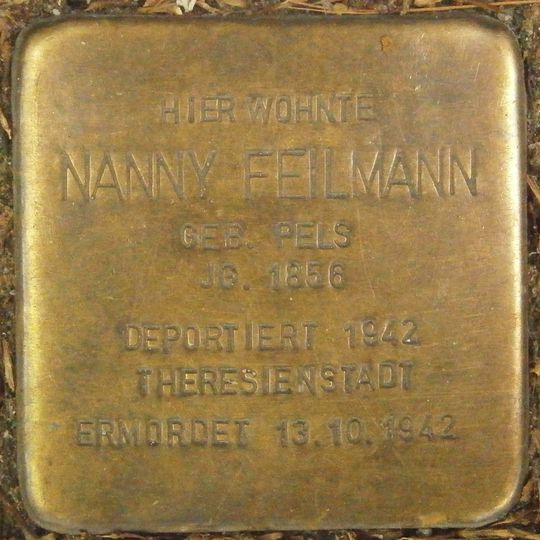 HIER WOHNTE
NANNY FEILMANN
GEB. PELS
JG. 1856
DEPORTIERT 1942
THERESIENSTADT
ERMORDET 13.10.1942